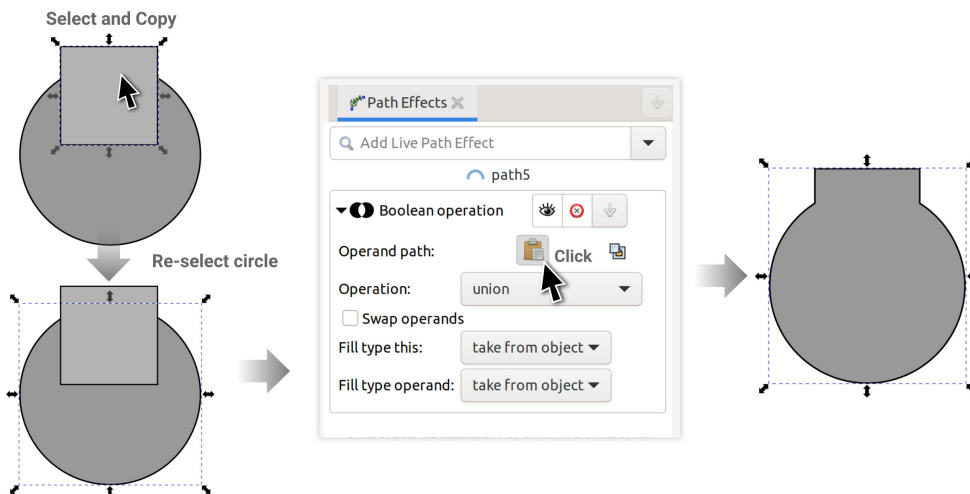 Select and Copy
Path Effects
Add Live Path Effect
path5
Boolean operation
Operand path:
Click
Re-select circle
Operation: union
Swap operands
Fill type this: take from object
Fill type operand: take from object